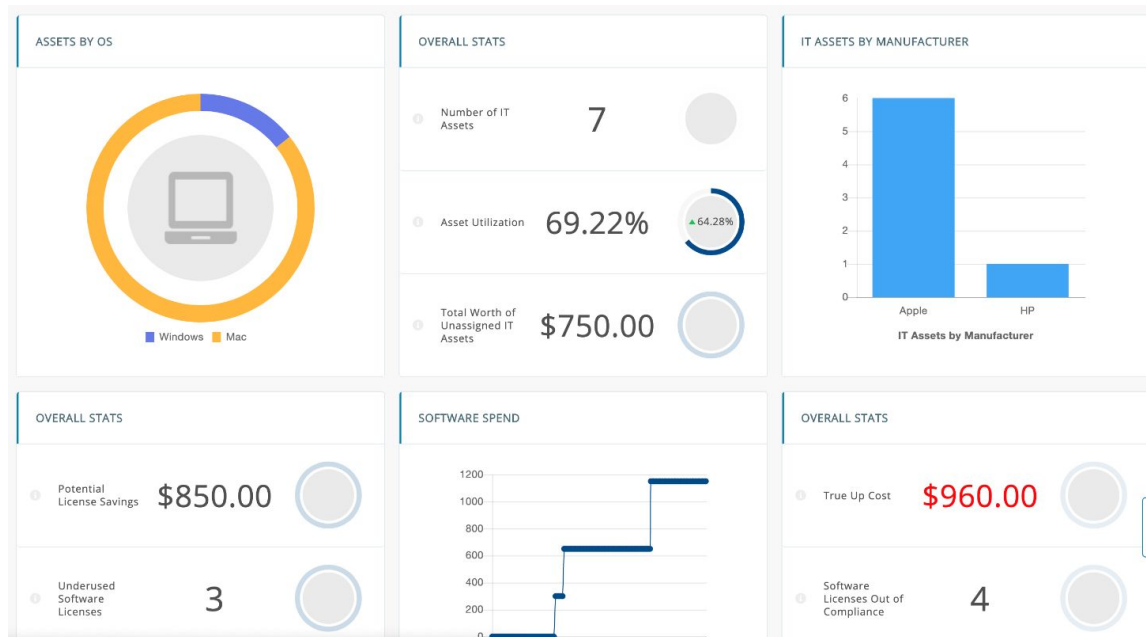 ASSETS BY OS
Windows
Mac
OVERALL STATS
Number of IT
Assets
7
Asset Utilization
69.22%
64.28%
Total Worth of
Unassigned IT
Assets
$750.00
IT ASSETS BY MANUFACTURER
6
5
4
3
2
1
0
Apple
HP
IT Assets by Manufacturer
OVERALL STATS
Potential
License Savings
$850.00
Underused
Software
Licenses
3
SOFTWARE SPEND
1200
1000
800
600
400
200
0
OVERALL STATS
True Up Cost
$960.00
Software
Licenses Out of
Compliance
4